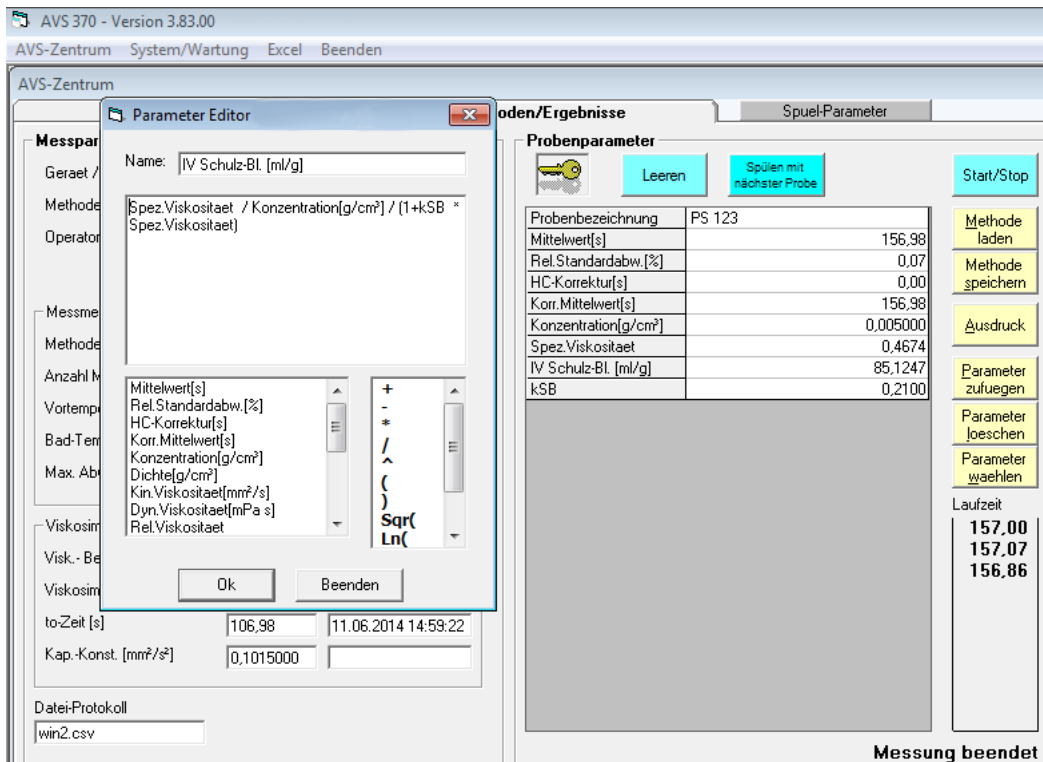 AVS 370 - Version 3.83.00
AVS-Zentrum System/Wartung Excel Beenden
AVS-Zentrum
Parameter Editor
Name: IV Schulz-Bl. [ml/g]
Spez.Viskositaet / Konzentration[g/cm³] / (1+kSB *
Spez.Viskositaet)
Mittelwert[s]
Rel.Standardabw.[%]
HC-Korrektur[s]
Korr.Mittelwert[s]
Konzentration[g/cm³]
Dichte[g/cm³]
Kin.Viskositaet[mm²/s]
Dyn.Viskositaet[mPa s]
Rel.Viskositaet
+
-
*
/
^
(
)
Sqr(
Ln(
Ok Beenden
oden/Ergebnisse
Spuel-Parameter
Messpar
Geraet /
Methode
Operator
Messme
Methode
Anzahl M
Vortemp
Bad-Tem
Max. Ab
Viskosim
Visk.- Be
Viskosim
to-Zeit [s] 106,98 11.06.2014 14:59:22
Kap.-Konst. [mm²/s²] 0,1015000
Datei-Protokoll
win2.csv
Probenparameter
Leeren
Spülen mit
nächster Probe
Start/Stop
Probenbezeichnung PS 123
Mittelwert[s] 156,98
Rel.Standardabw.[%] 0,07
HC-Korrektur[s] 0,00
Korr.Mittelwert[s] 156,98
Konzentration[g/cm³] 0,005000
Spez.Viskositaet 0,4674
IV Schulz-Bl. [ml/g] 85,1247
kSB 0,2100
Methode
laden
Methode
speichern
Ausdruck
Parameter
zufuegen
Parameter
loeschen
Parameter
waehlen
Laufzeit
157,00
157,07
156,86
Messung beendet